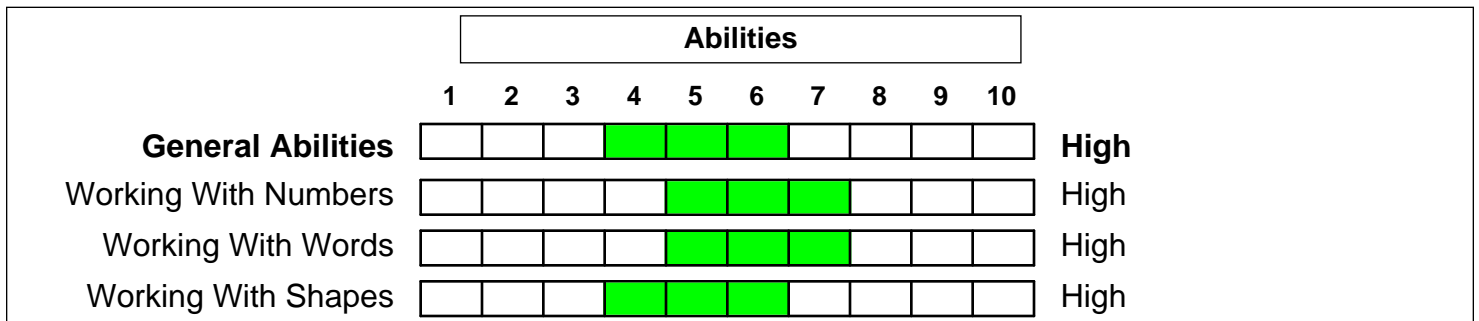 Abilities
1 2 3 4 5 6 7 8 9 10
General Abilities High
Working With Numbers High
Working With Words High
Working With Shapes High